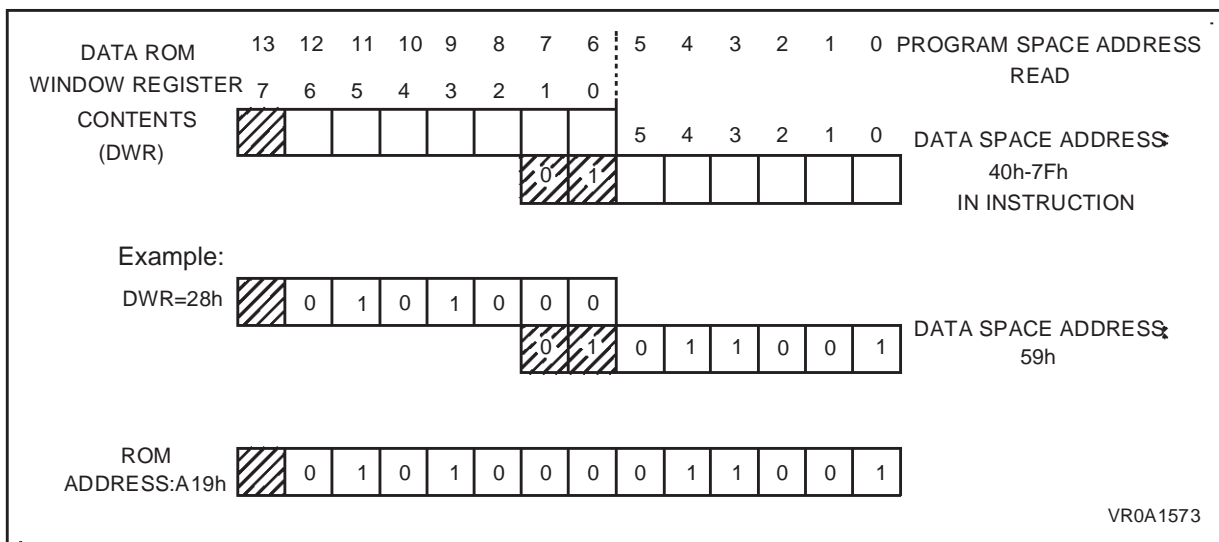 DATA ROM 13 12 11 10 9 8 7 6 5 4 3 2 1 0 PROGRAM SPACE ADDRESS
WINDOW REGISTER 7 6 5 4 3 2 1 0 READ
CONTENTS 5 4 3 2 1 0 DATA SPACE ADDRESS:
(DWR) 0 1 40h-7Fh
IN INSTRUCTION
Example:
DWR=28h 0 1 0 1 0 0 0
0 1 0 1 1 0 0 1 DATA SPACE ADDRESS:
59h
ROM
ADDRESS:A19h 0 1 0 1 0 0 0 0 1 1 0 0 1
VR0A1573